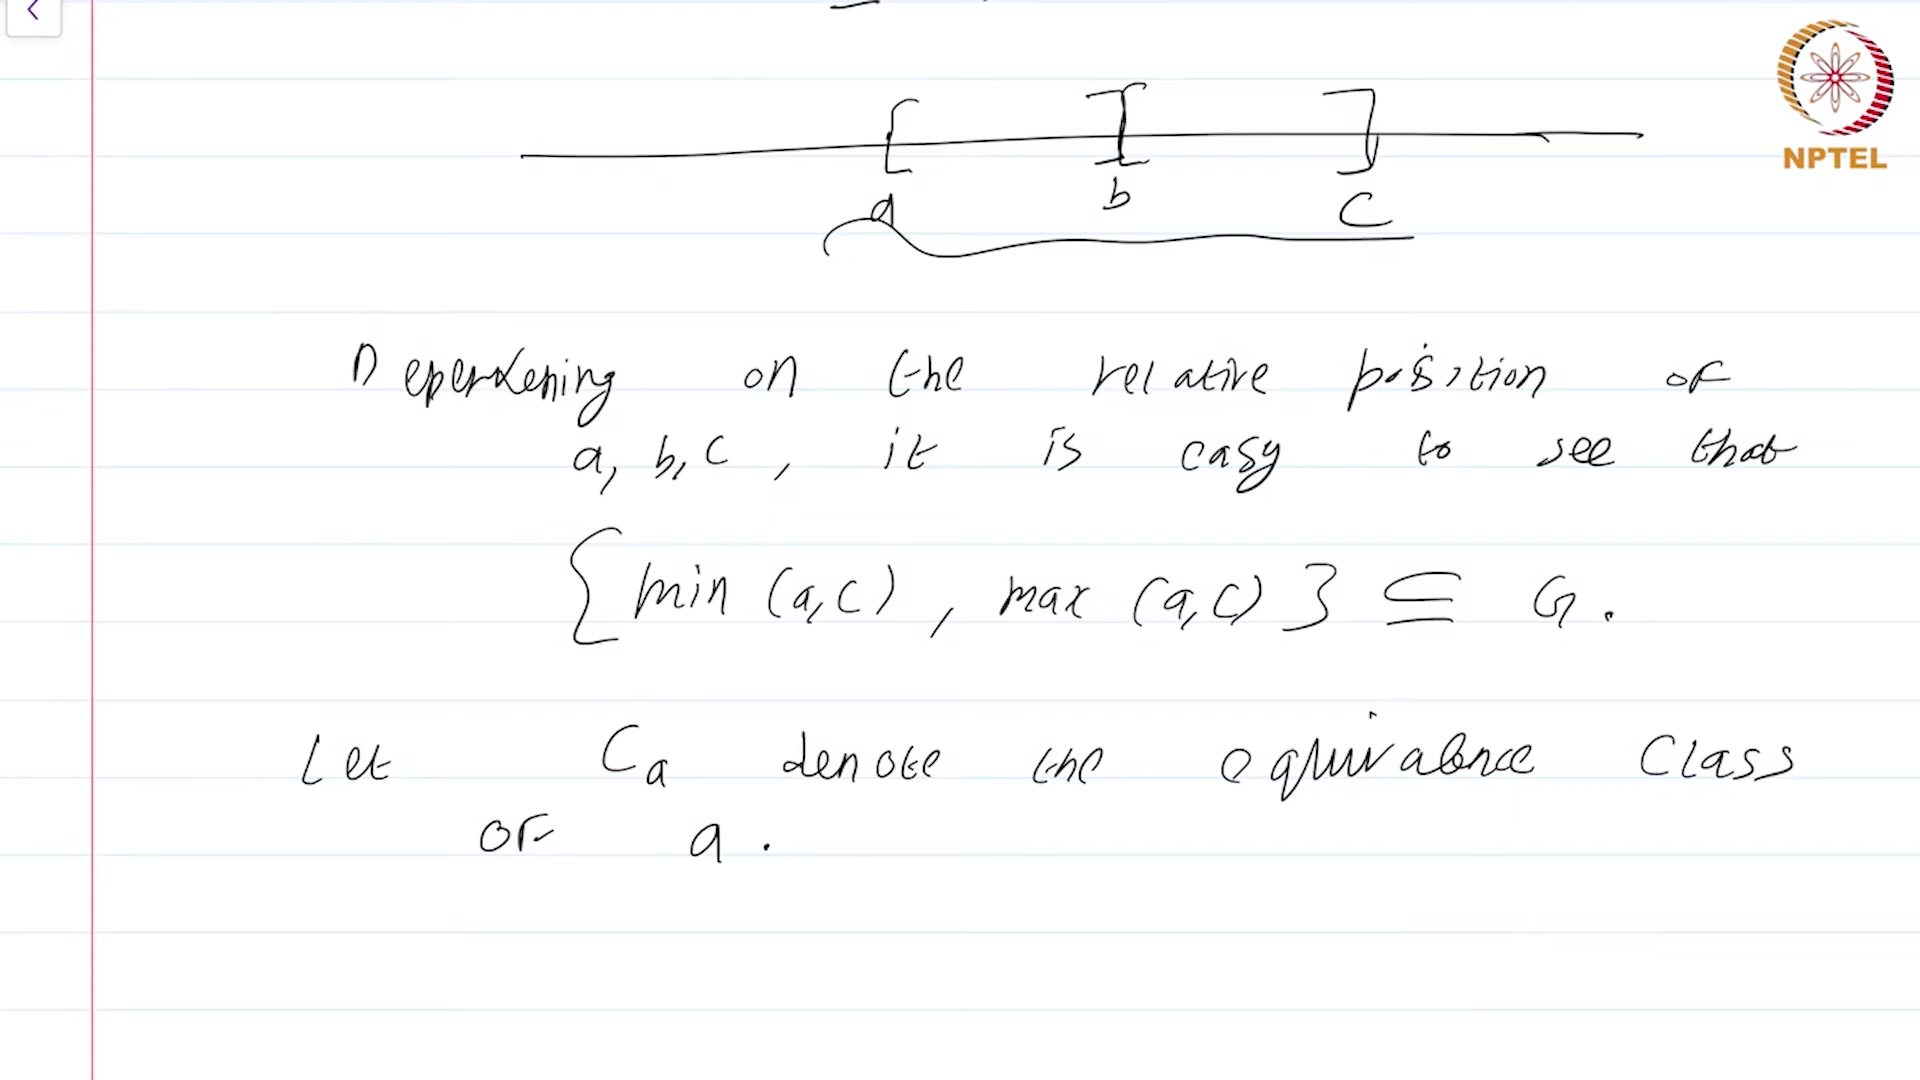 NPTEL
a b c
Depending on the relative position of
a, b, c, it is easy to see that
{min (a,c), max (a,c)} ⊆ G.
Let Ca denote the equivalence class
of a.